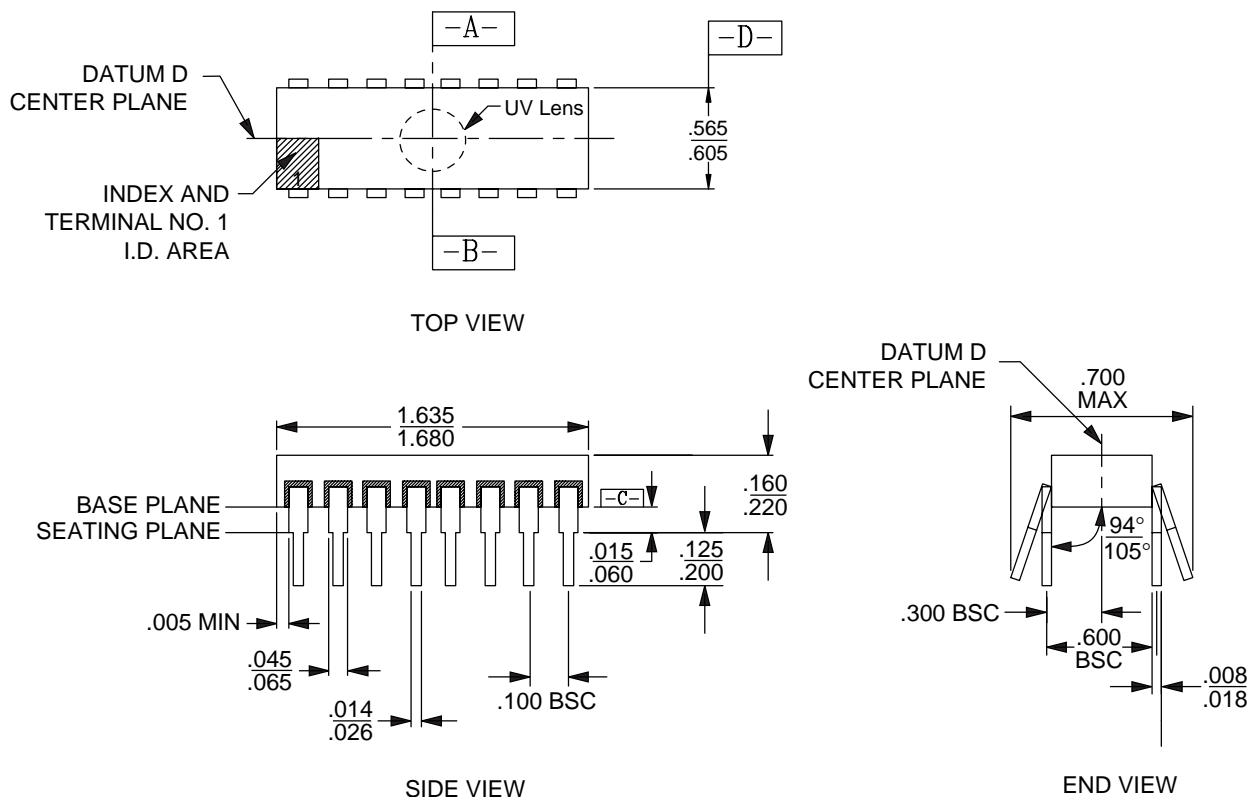 -A-
-D-
DATUM D
CENTER PLANE
UV Lens
.565
.605
1
INDEX AND
TERMINAL NO. 1
I.D. AREA
-B-
TOP VIEW
DATUM D
CENTER PLANE
.700
MAX
1.635
1.680
BASE PLANE
SEATING PLANE
-C-
.160
.220
.015
.060
.125
.200
94°
105°
.005 MIN
.300 BSC
.600
BSC
.045
.065
.100 BSC
.008
.018
.014
.026
SIDE VIEW
END VIEW